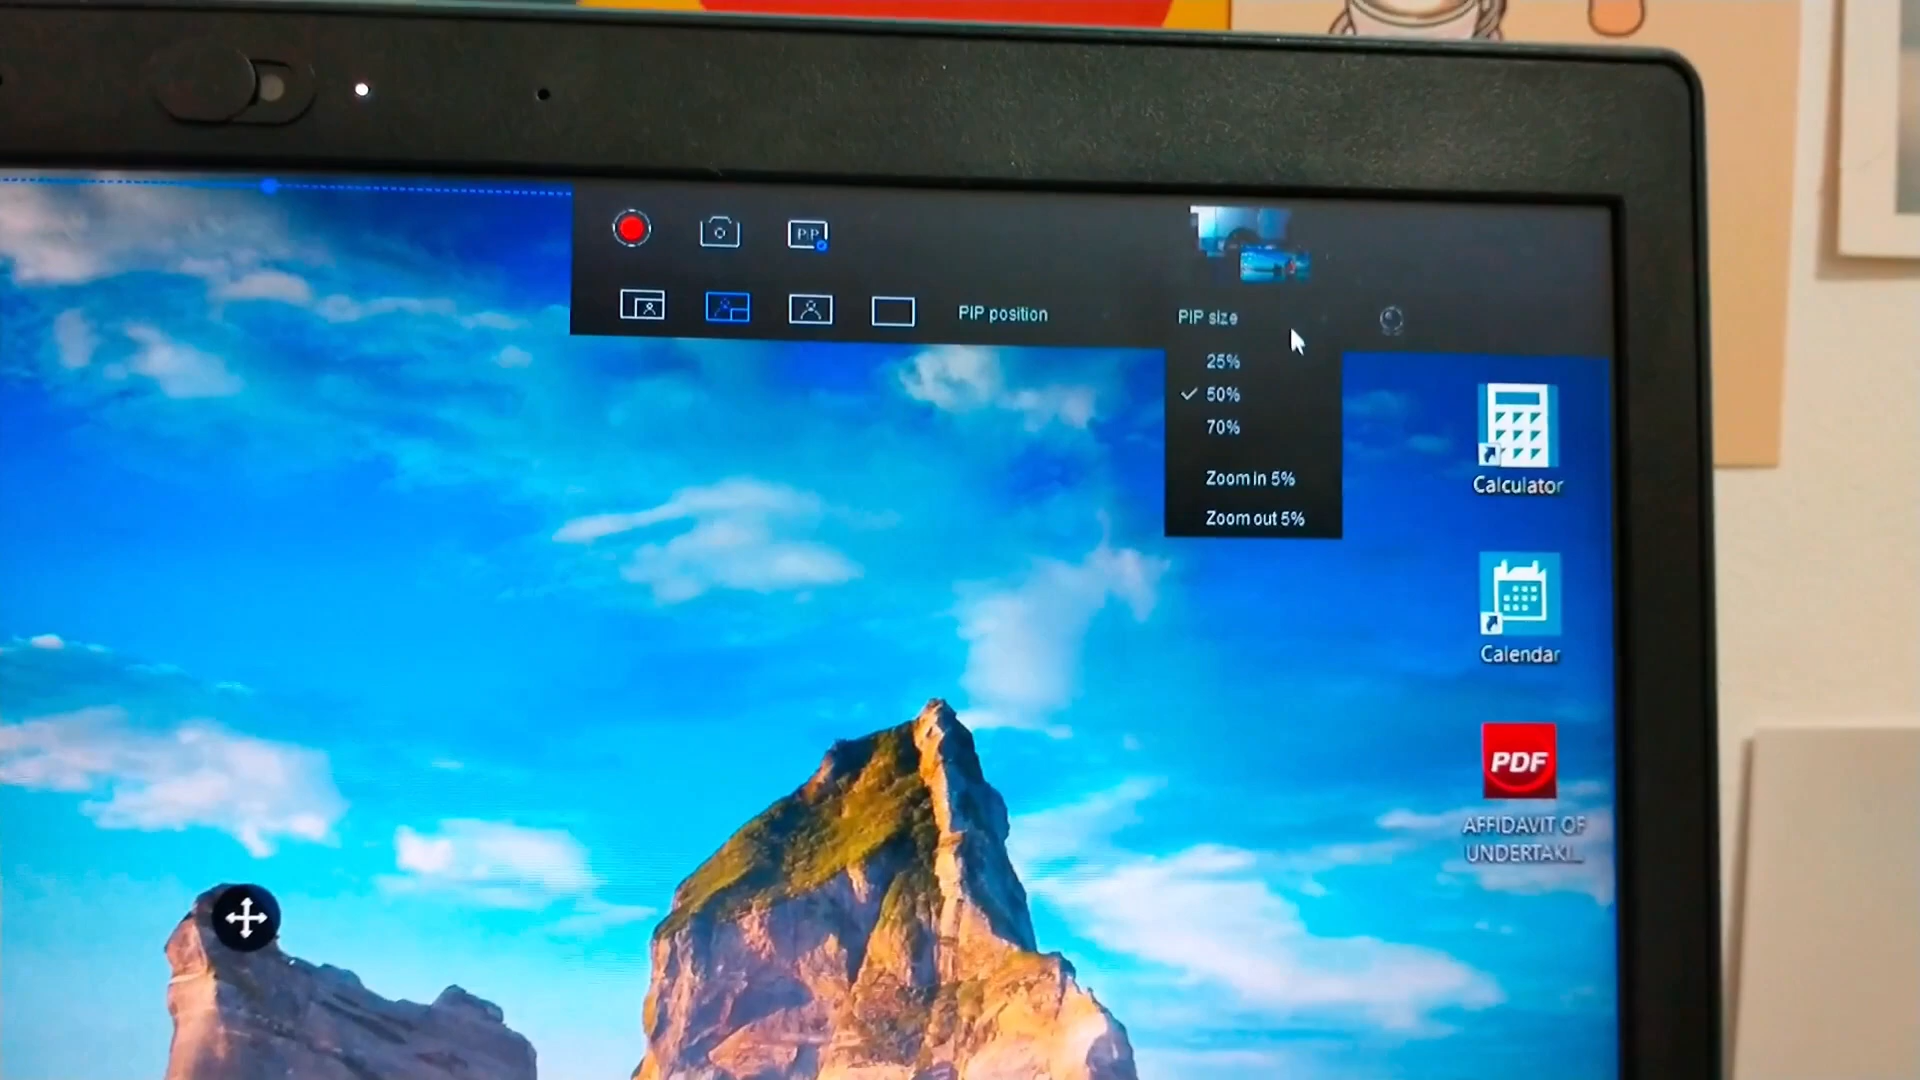 PIP
PIP position
PIP size
25%
50%
70%
Zoom in 5%
Zoom out 5%
Calculator
Calendar
PDF
AFFIDAVIT OF
UNDERTAKI...